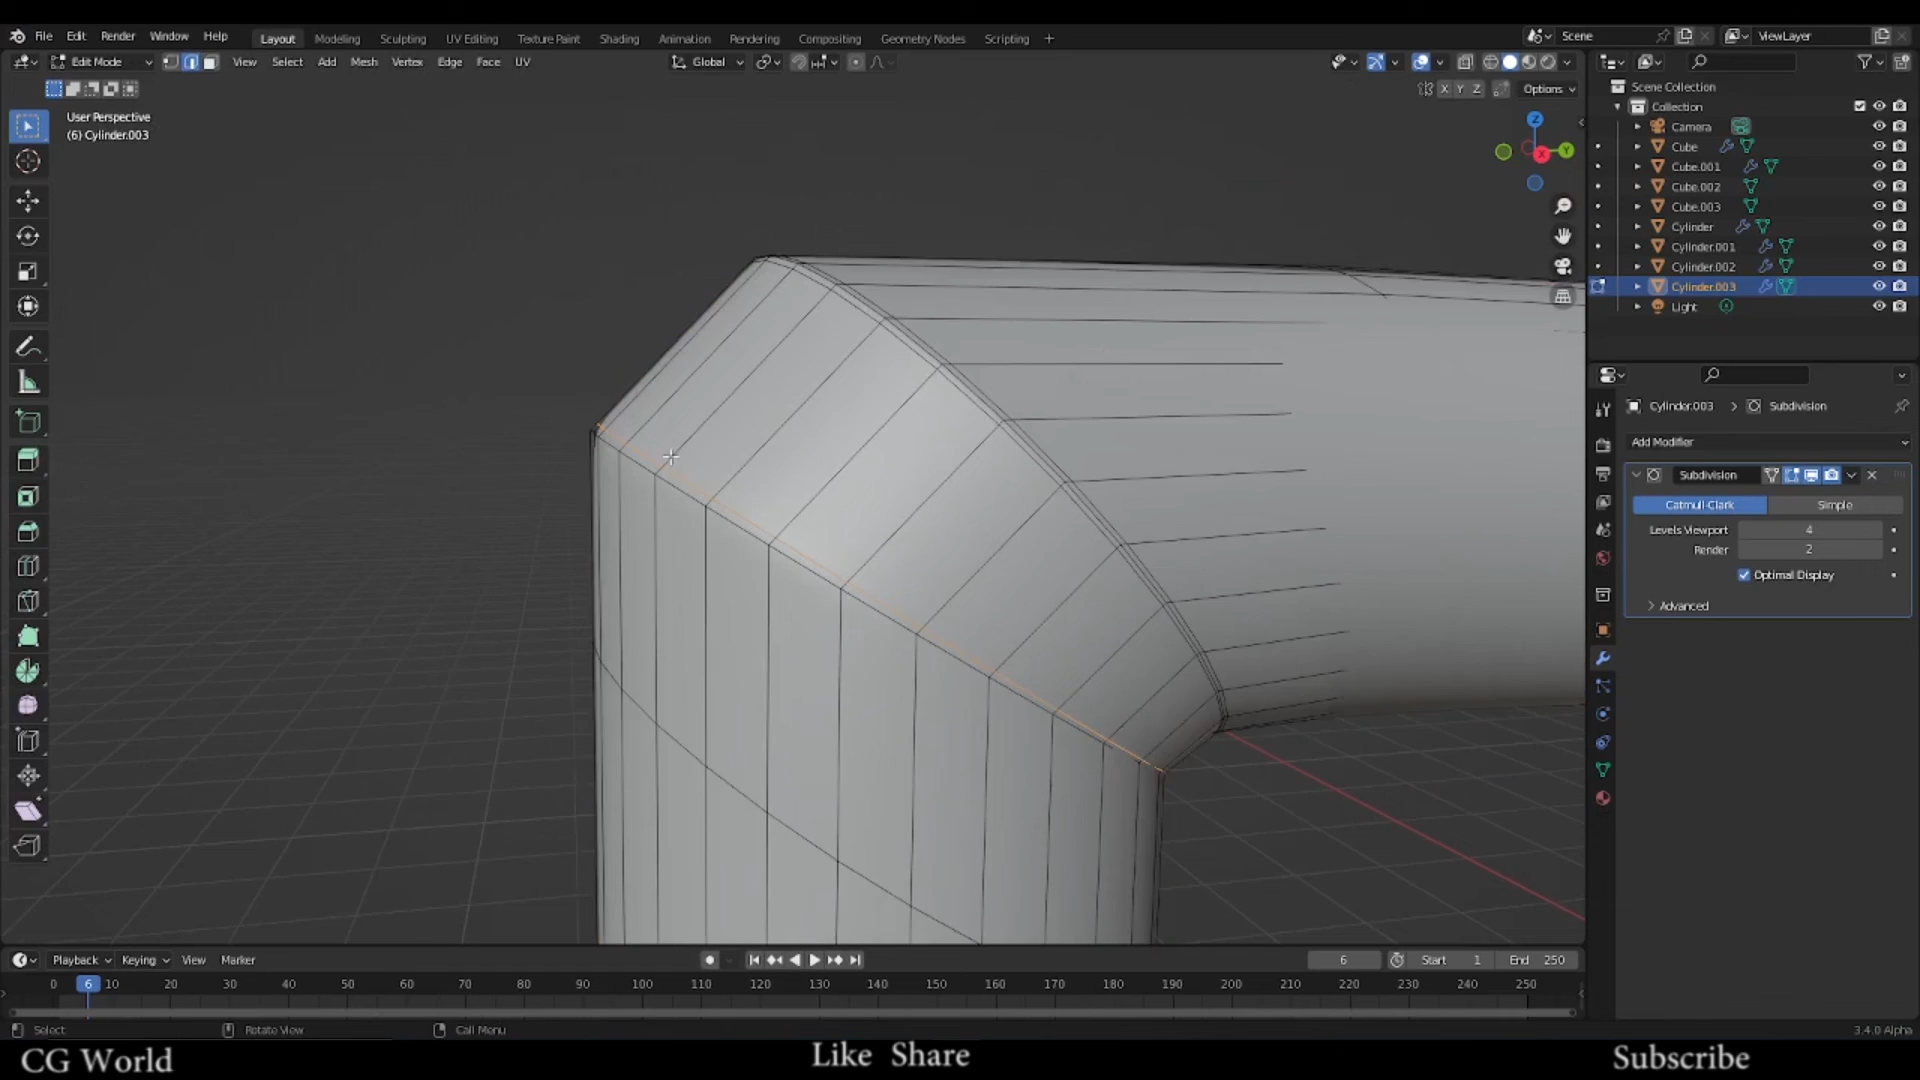 File Edit Render Window Help Layout Modeling Sculpting UV Editing Texture Paint Shading Animation Rendering Compositing Geometry Nodes Scripting + Scene ViewLayer
Edit Mode View Select Add Mesh Vertex Edge Face UV Global
X Y Z Options
User Perspective
(6) Cylinder.003
Z
Y
X
Scene Collection
Collection
Camera
Cube
Cube.001
Cube.002
Cube.003
Cylinder
Cylinder.001
Cylinder.002
Cylinder.003
Light
Cylinder.003 > Subdivision
Add Modifier
Subdivision
Catmull-Clark Simple
Levels Viewport 4
Render 2
Optimal Display
Advanced
Playback Keying View Marker 6 Start 1 End 250
0 6 10 20 30 40 50 60 70 80 90 100 110 120 130 140 150 160 170 180 190 200 210 220 230 240 250
Select Rotate View Call Menu 3.4.0 Alpha
CG World Like Share Subscribe